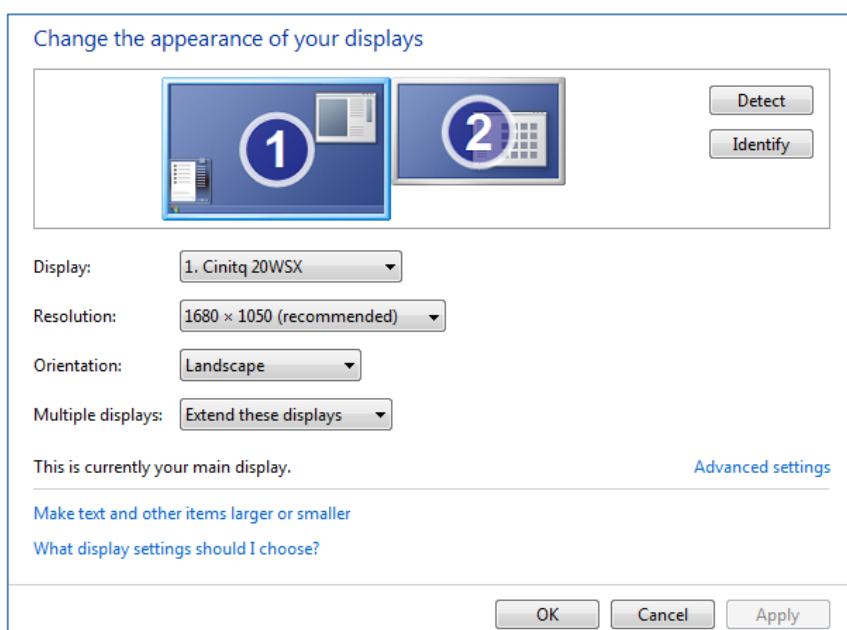 Change the appearance of your displays
1
2
Detect
Identify
Display: 1. Cinitq 20WSX
Resolution: 1680 × 1050 (recommended)
Orientation: Landscape
Multiple displays: Extend these displays
This is currently your main display. Advanced settings
Make text and other items larger or smaller
What display settings should I choose?
OK Cancel Apply